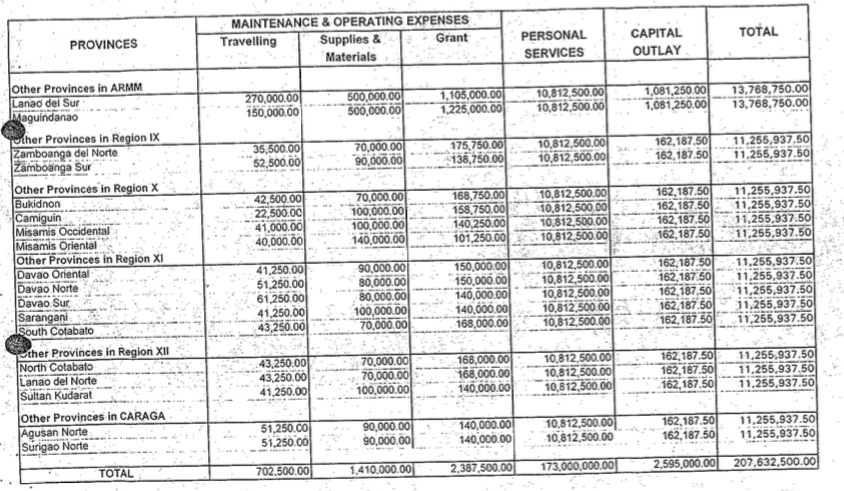 PROVINCES MAINTENANCE & OPERATING EXPENSES PERSONAL SERVICES CAPITAL OUTLAY TOTAL
Travelling Supplies & Materials Grant
Other Provinces in ARMM
Lanao del Sur 270,000.00 500,000.00 1,105,000.00 10,812,500.00 1,081,250.00 13,768,750.00
Maguindanao 150,000.00 500,000.00 1,225,000.00 10,812,500.00 1,081,250.00 13,768,750.00
Other Provinces in Region IX
Zamboanga del Norte 35,500.00 70,000.00 175,750.00 10,812,500.00 162,187.50 11,255,937.50
Zamboanga Sur 52,500.00 90,000.00 138,750.00 10,812,500.00 162,187.50 11,255,937.50
Other Provinces in Region X
Bukidnon 42,500.00 70,000.00 168,750.00 10,812,500.00 162,187.50 11,255,937.50
Camiguin 22,500.00 100,000.00 158,750.00 10,812,500.00 162,187.50 11,255,937.50
Misamis Occidental 41,000.00 100,000.00 140,250.00 10,812,500.00 162,187.50 11,255,937.50
Misamis Oriental 40,000.00 140,000.00 101,250.00 10,812,500.00 162,187.50 11,255,937.50
Other Provinces in Region XI
Davao Oriental 41,250.00 90,000.00 150,000.00 10,812,500.00 162,187.50 11,255,937.50
Davao Norte 51,250.00 80,000.00 150,000.00 10,812,500.00 162,187.50 11,255,937.50
Davao Sur 61,250.00 80,000.00 140,000.00 10,812,500.00 162,187.50 11,255,937.50
Sarangani 41,250.00 100,000.00 140,000.00 10,812,500.00 162,187.50 11,255,937.50
South Cotabato 43,250.00 70,000.00 168,000.00 10,812,500.00 162,187.50 11,255,937.50
Other Provinces in Region XII
North Cotabato 43,250.00 70,000.00 168,000.00 10,812,500.00 162,187.50 11,255,937.50
Lanao del Norte 43,250.00 70,000.00 168,000.00 10,812,500.00 162,187.50 11,255,937.50
Sultan Kudarat 41,250.00 100,000.00 140,000.00 10,812,500.00 162,187.50 11,255,937.50
Other Provinces in CARAGA
Agusan Norte 51,250.00 90,000.00 140,000.00 10,812,500.00 162,187.50 11,255,937.50
Surigao Norte 51,250.00 90,000.00 140,000.00 10,812,500.00 162,187.50 11,255,937.50
TOTAL 702,500.00 1,410,000.00 2,387,500.00 173,000,000.00 2,595,000.00 207,632,500.00